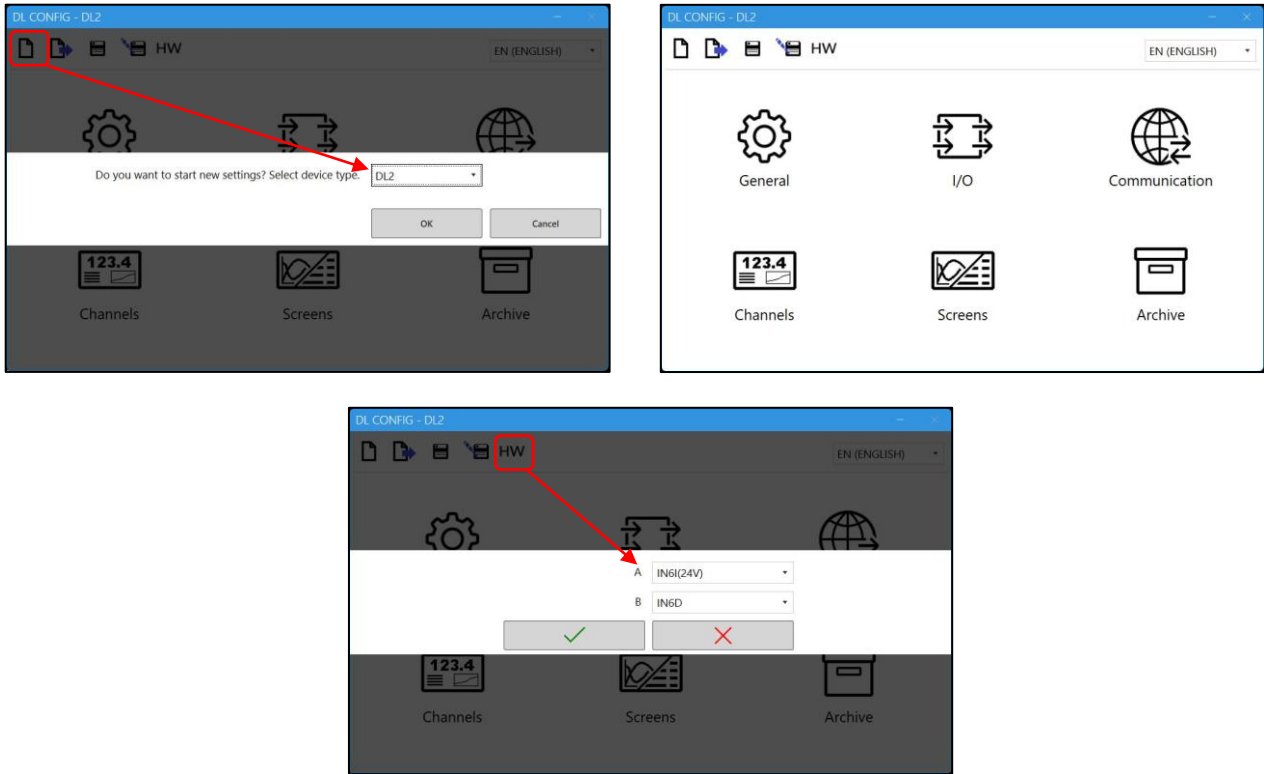 DL CONFIG - DL2
HW
EN (ENGLISH)
Do you want to start new settings? Select device type.
DL2
OK
Cancel
123.4
Channels
Screens
Archive
DL CONFIG - DL2
HW
EN (ENGLISH)
General
I/O
Communication
123.4
Channels
Screens
Archive
DL CONFIG - DL2
HW
EN (ENGLISH)
A
IN6I(24V)
B
IN6D
123.4
Channels
Screens
Archive